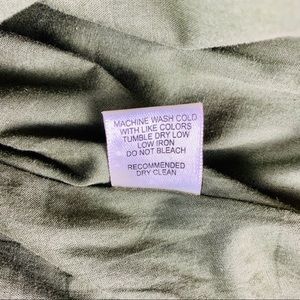 MACHINE WASH COLD
WITH LIKE COLORS
TUMBLE DRY LOW
LOW IRON
DO NOT BLEACH
RECOMMENDED
DRY CLEAN